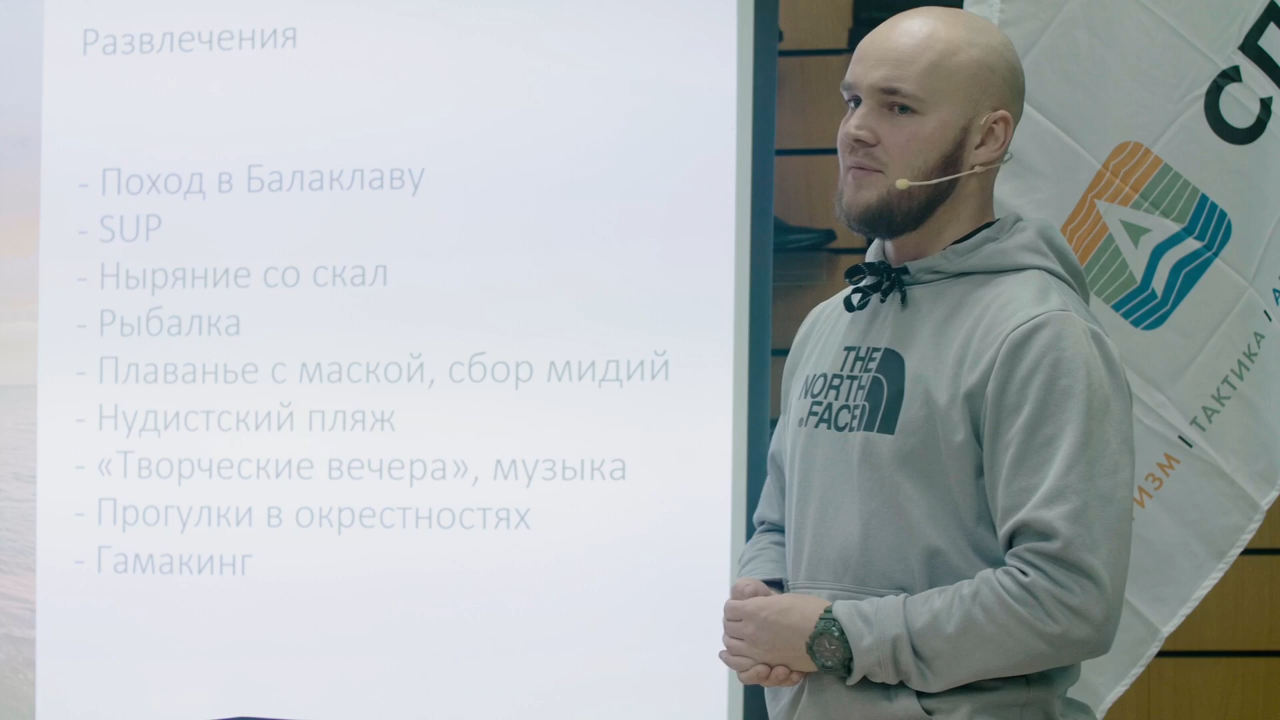 Развлечения
- Поход в Балаклаву
- SUP
- Ныряние со скал
- Рыбалка
- Плаванье с маской, сбор мидий
- Нудистский пляж
- «Творческие вечера», музыка
- Прогулки в окрестностях
- Гамакинг
THE
NORTH
FACE
ИЗМ I ТАКТИКА I